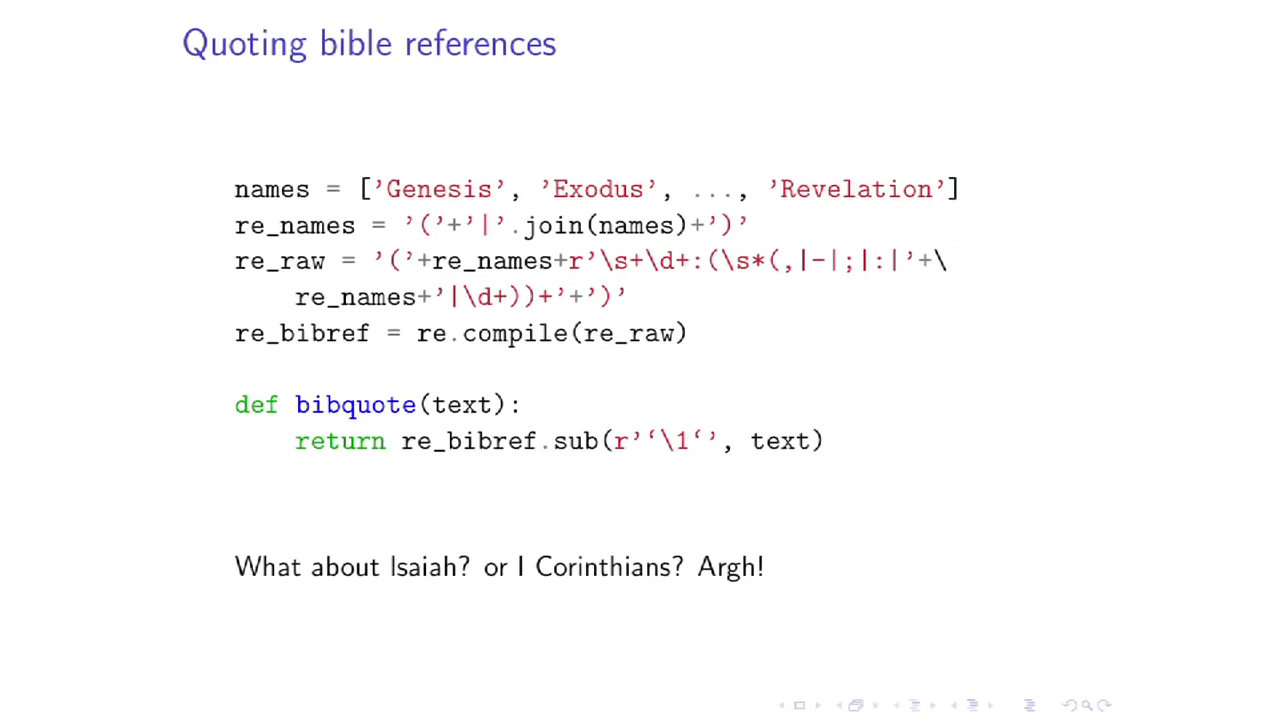 Quoting bible references
names = [’Genesis’, ’Exodus’, ..., ’Revelation’]
re_names = ’(’+’|’.join(names)+’)’
re_raw = ’(’+re_names+r’\s+\d+:(\s*(,|-|;|:|’+\
re_names+’|\d+))+’+’)’
re_bibref = re.compile(re_raw)
def bibquote(text):
return re_bibref.sub(r’‘\1‘’, text)
What about Isaiah? or I Corinthians? Argh!